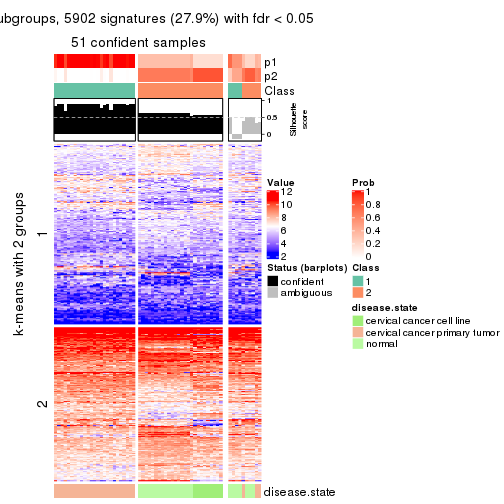 ubgroups, 5902 signatures (27.9%) with fdr < 0.05
51 confident samples
p1
p2
Class
1
0.5
0
Silhouette
score
k-means with 2 groups
1
2
Value
12
10
8
6
4
2
Prob
1
0.8
0.6
0.4
0.2
0
Status (barplots)
confident
ambiguous
Class
1
2
disease.state
cervical cancer cell line
cervical cancer primary tumor
normal
disease.state